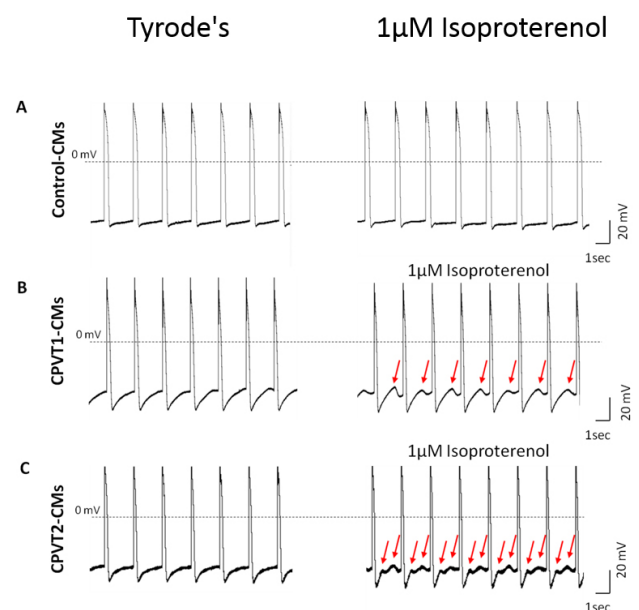 Tyrode's
1μM Isoproterenol
A
Control-CMs
0 mV
20 mV
1sec
1μM Isoproterenol
B
CPVT1-CMs
0 mV
20 mV
1sec
1μM Isoproterenol
C
CPVT2-CMs
0 mV
20 mV
1sec